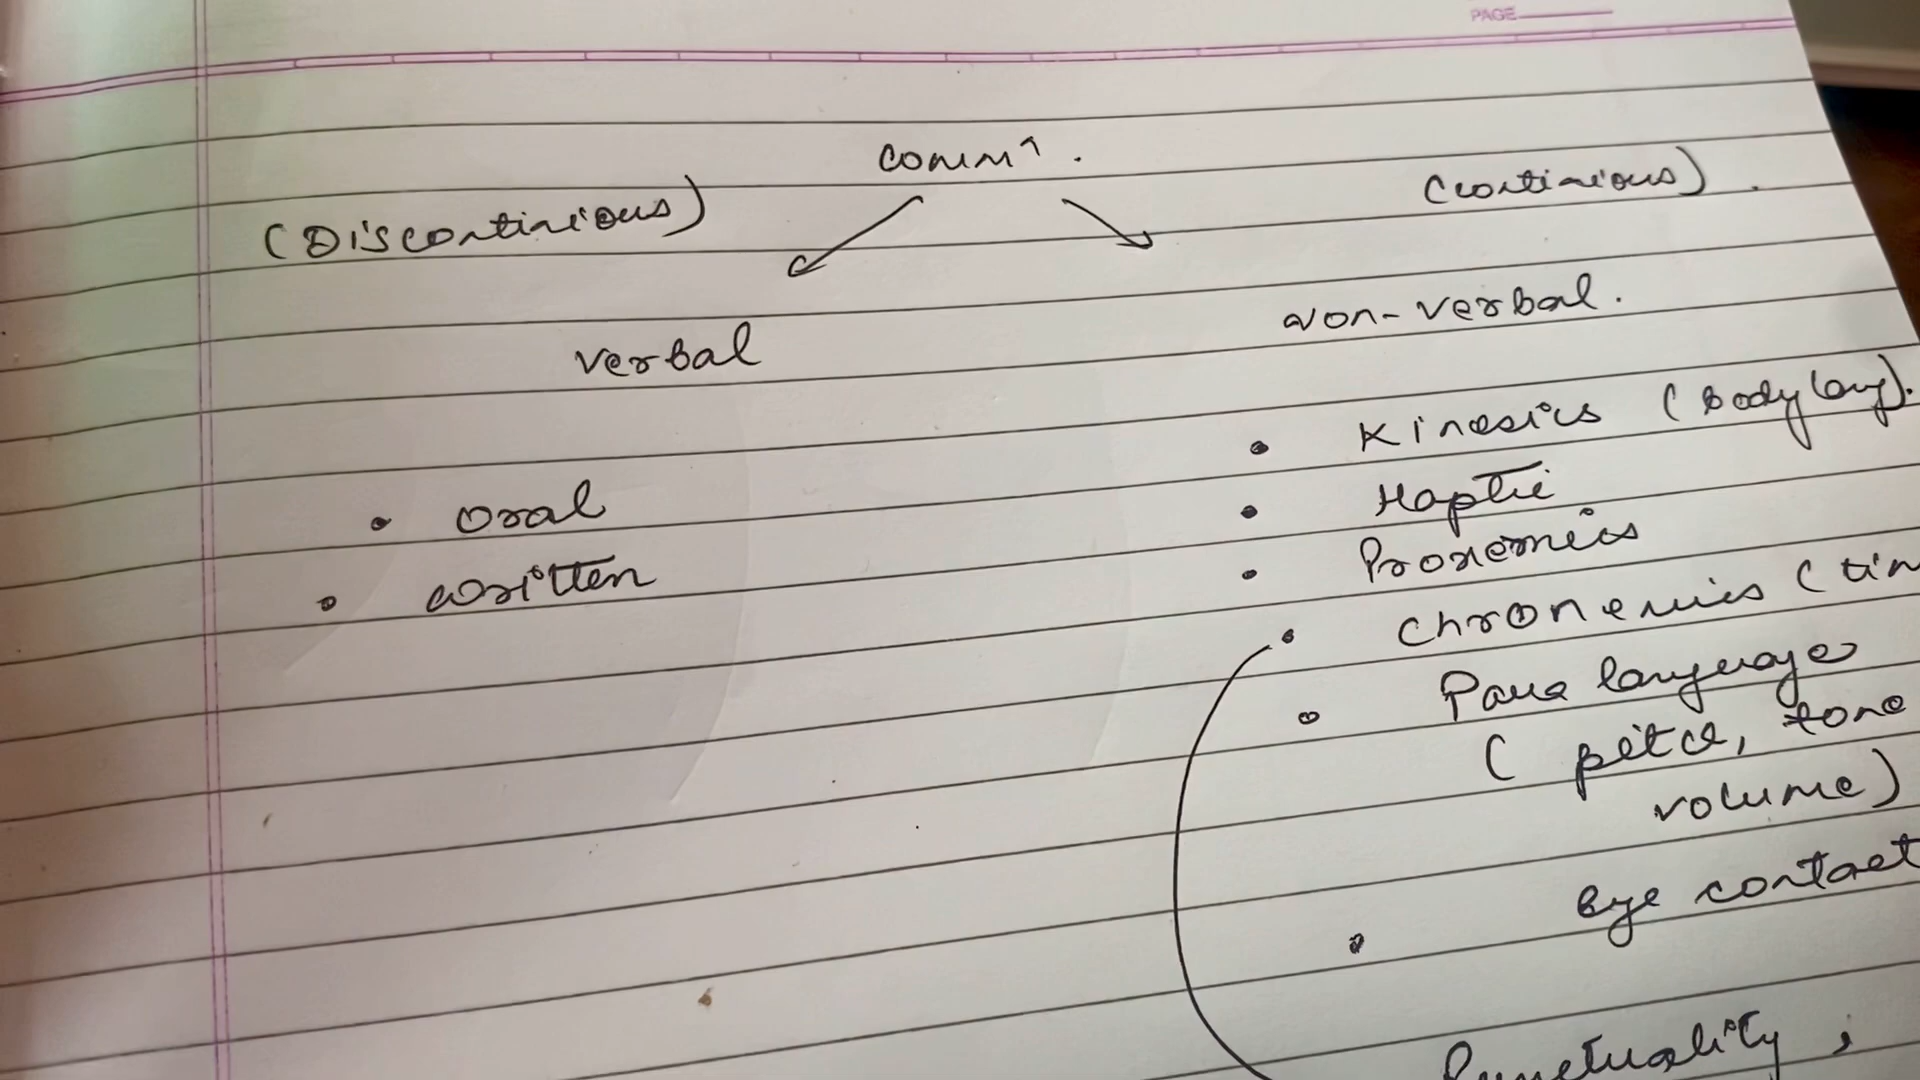 PAGE
commⁿ.
(Discontinious)
(continious).
verbal
Non-verbal.
• Oral
• written
• Kinesics (body lang).
• Haptic
• Proxemics
• chronemics (tim
• Para language
( pitch, tone
volume)
• Eye contact
Punctuality,